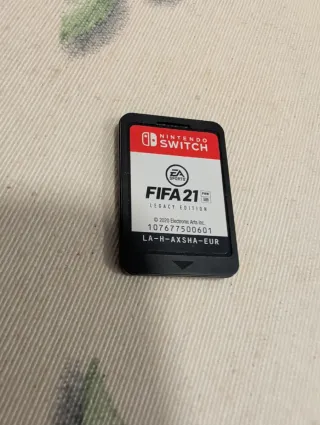 NINTENDO
SWITCH
EA
SPORTS
FIFA 21
LEGACY EDITION
© 2020 Electronic Arts Inc.
107677500601
LA-H-AXSHA-EUR